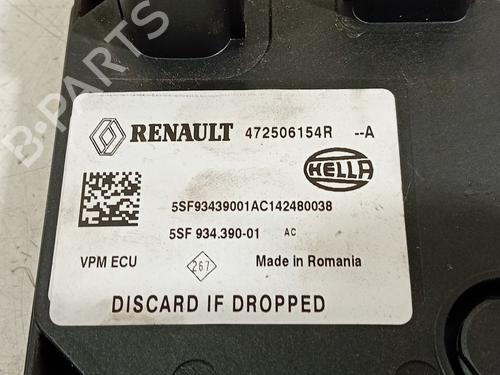 RENAULT 472506154R --A
HELLA
5SF93439001AC142480038
5SF 934.390-01 AC
VPM ECU 267 Made in Romania
DISCARD IF DROPPED
B-PARTS